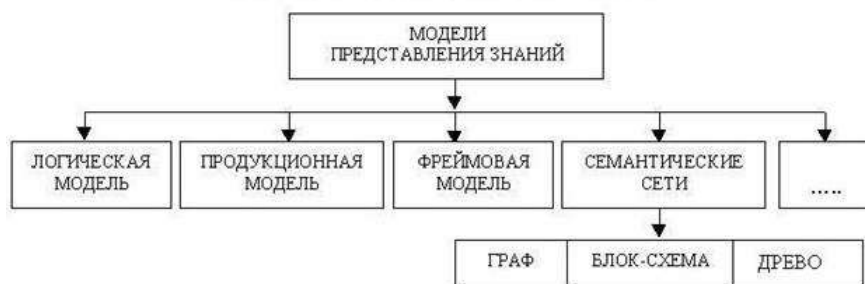 МОДЕЛИ
ПРЕДСТАВЛЕНИЯ ЗНАНИЙ
ЛОГИЧЕСКАЯ
МОДЕЛЬ
ПРОДУКЦИОННАЯ
МОДЕЛЬ
ФРЕЙМОВАЯ
МОДЕЛЬ
СЕМАНТИЧЕСКИЕ
СЕТИ
.....
ГРАФ
БЛОК-СХЕМА
ДРЕВО